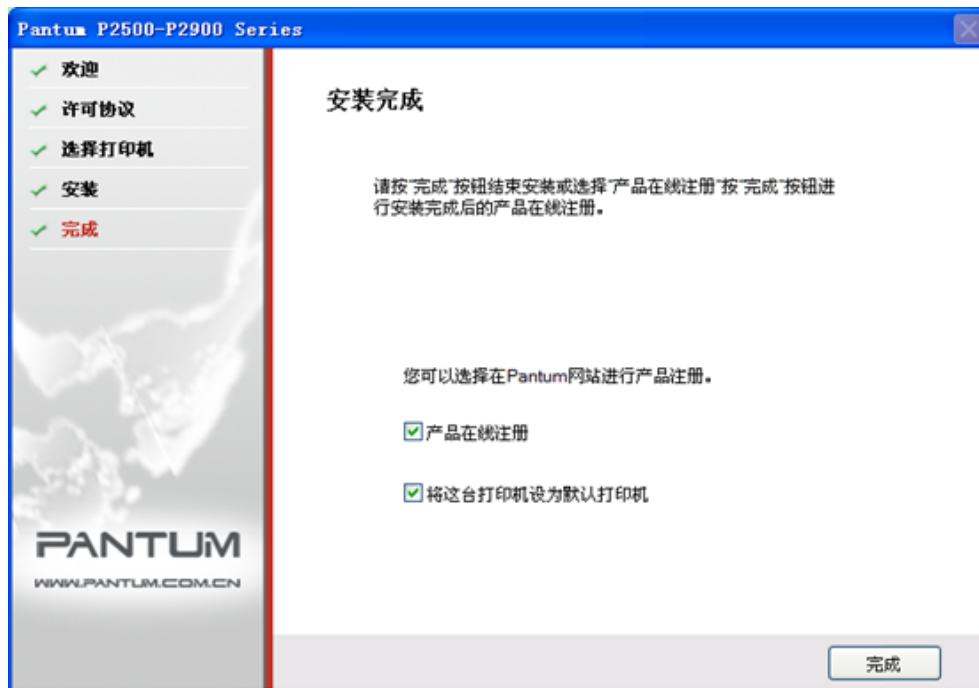 Pantum P2500-P2900 Series
欢迎
许可协议
选择打印机
安装
完成
安装完成
请按"完成"按钮结束安装或选择"产品在线注册"按"完成"按钮进
行安装完成后的产品在线注册。
您可以选择在Pantum网站进行产品注册。
产品在线注册
将这台打印机设为默认打印机
PANTUM
WWW.PANTUM.COM.CN
完成